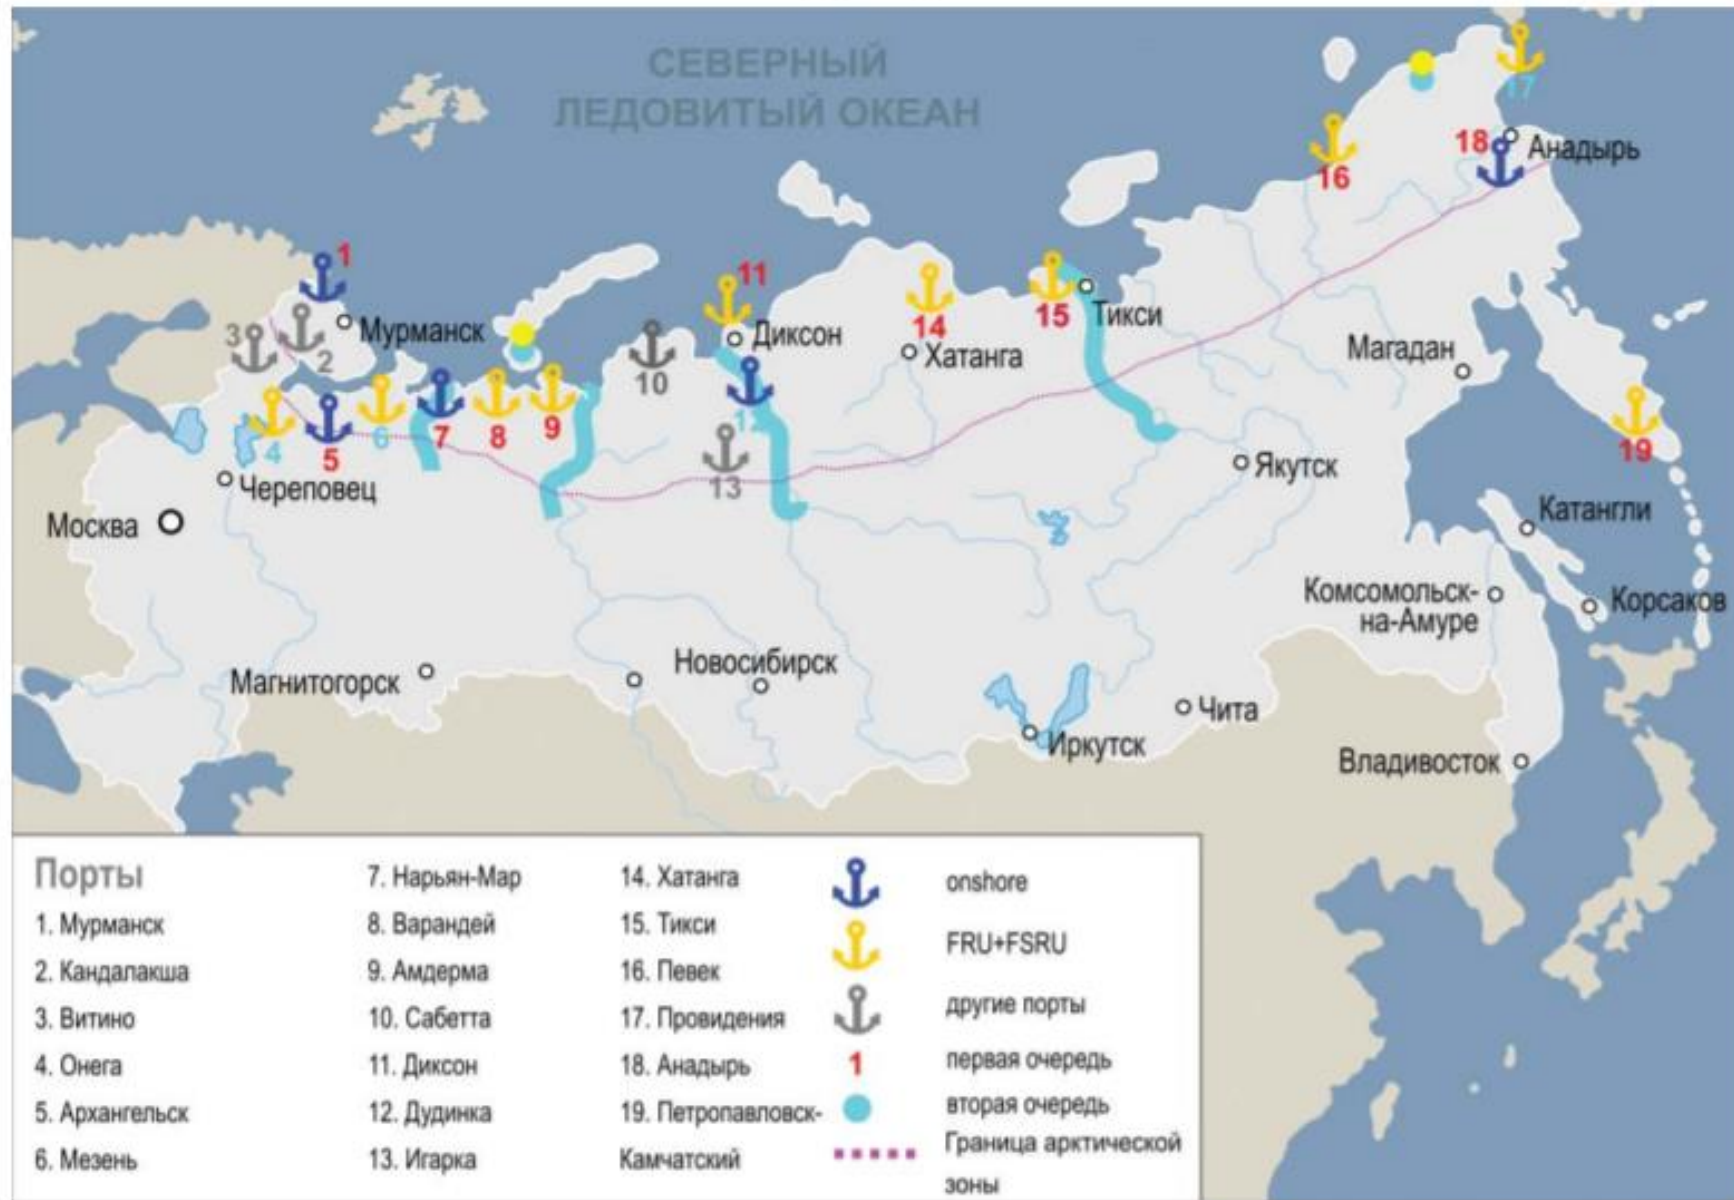 СЕВЕРНЫЙ
ЛЕДОВИТЫЙ ОКЕАН
17
18
Анадырь
16
1
11
3
2
Мурманск
Диксон
14
Хатанга
15
Тикси
Магадан
10
4
5
6
7
8
9
12
13
19
Череповец
Якутск
Москва
Катангли
Комсомольск-
на-Амуре
Корсаков
Магнитогорск
Новосибирск
Чита
Иркутск
Владивосток
Порты
1. Мурманск
2. Кандалакша
3. Витино
4. Онега
5. Архангельск
6. Мезень
7. Нарьян-Мар
8. Варандей
9. Амдерма
10. Сабетта
11. Диксон
12. Дудинка
13. Игарка
14. Хатанга
15. Тикси
16. Певек
17. Провидения
18. Анадырь
19. Петропавловск-
Камчатский
onshore
FRU+FSRU
другие порты
1 первая очередь
вторая очередь
Граница арктической
зоны